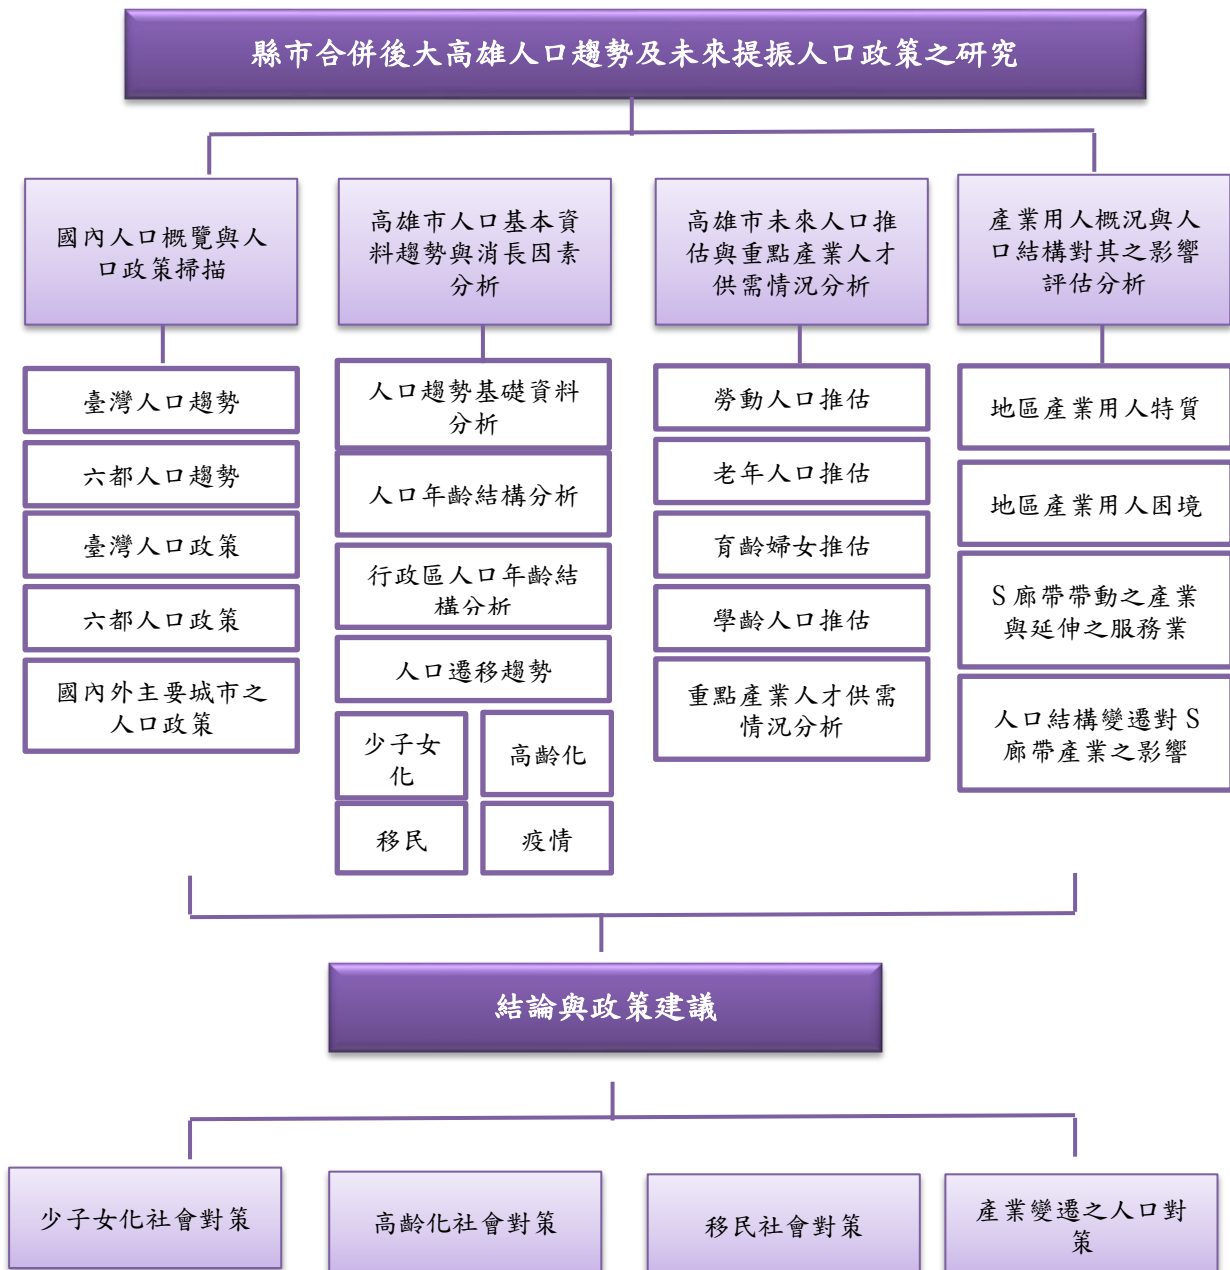 縣市合併後大高雄人口趨勢及未來提振人口政策之研究
國內人口概覽與人
口政策掃描
高雄市人口基本資
料趨勢與消長因素
分析
高雄市未來人口推
估與重點產業人才
供需情況分析
產業用人概況與人
口結構對其之影響
評估分析
臺灣人口趨勢
六都人口趨勢
臺灣人口政策
六都人口政策
國內外主要城市之
人口政策
人口趨勢基礎資料
分析
人口年齡結構分析
行政區人口年齡結
構分析
人口遷移趨勢
少子女
化
高齡化
移民
疫情
勞動人口推估
老年人口推估
育齡婦女推估
學齡人口推估
重點產業人才供需
情況分析
地區產業用人特質
地區產業用人困境
S 廊帶帶動之產業
與延伸之服務業
人口結構變遷對 S
廊帶產業之影響
結論與政策建議
少子女化社會對策
高齡化社會對策
移民社會對策
產業變遷之人口對
策